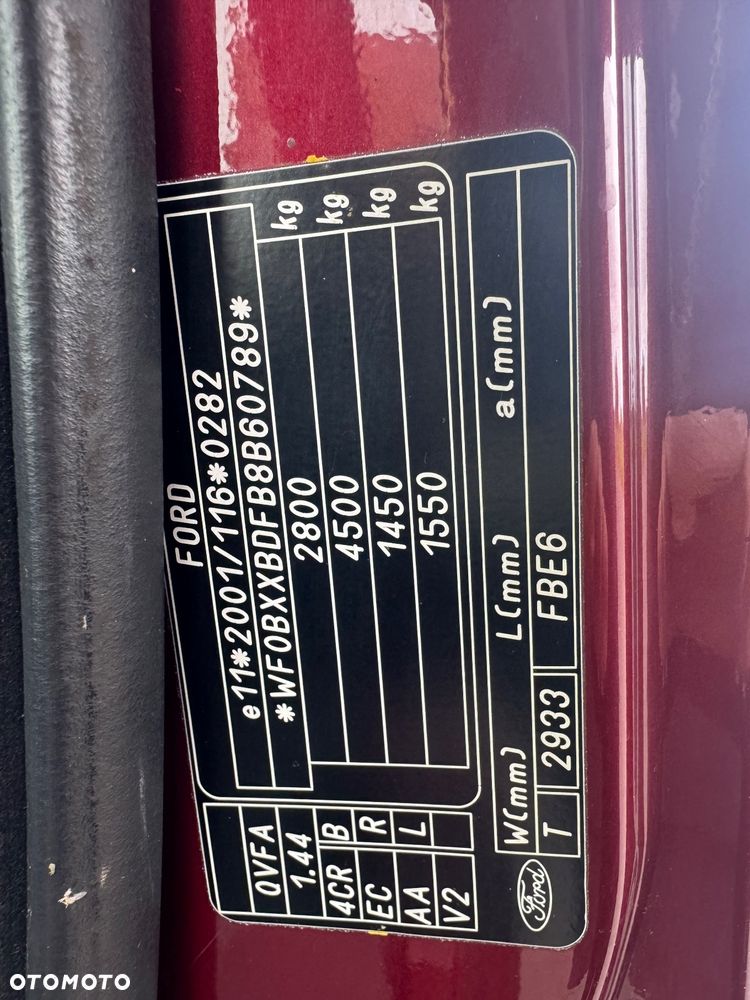 FORD
e11*2001/116*0282
*WF0BXXBDFB8B60789*
2800 kg
4500 kg
1450 kg
1550 kg
QVFA
1.44
4CR B
EC R
AA L
V2
W(mm) L(mm) a(mm)
T 2933 FBE6
Ford
OTOMOTO